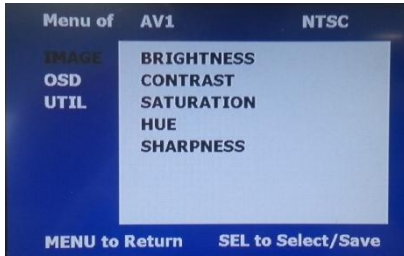 Menu of AV1 NTSC
IMAGE BRIGHTNESS
OSD CONTRAST
UTIL SATURATION
HUE
SHARPNESS
MENU to Return SEL to Select/Save